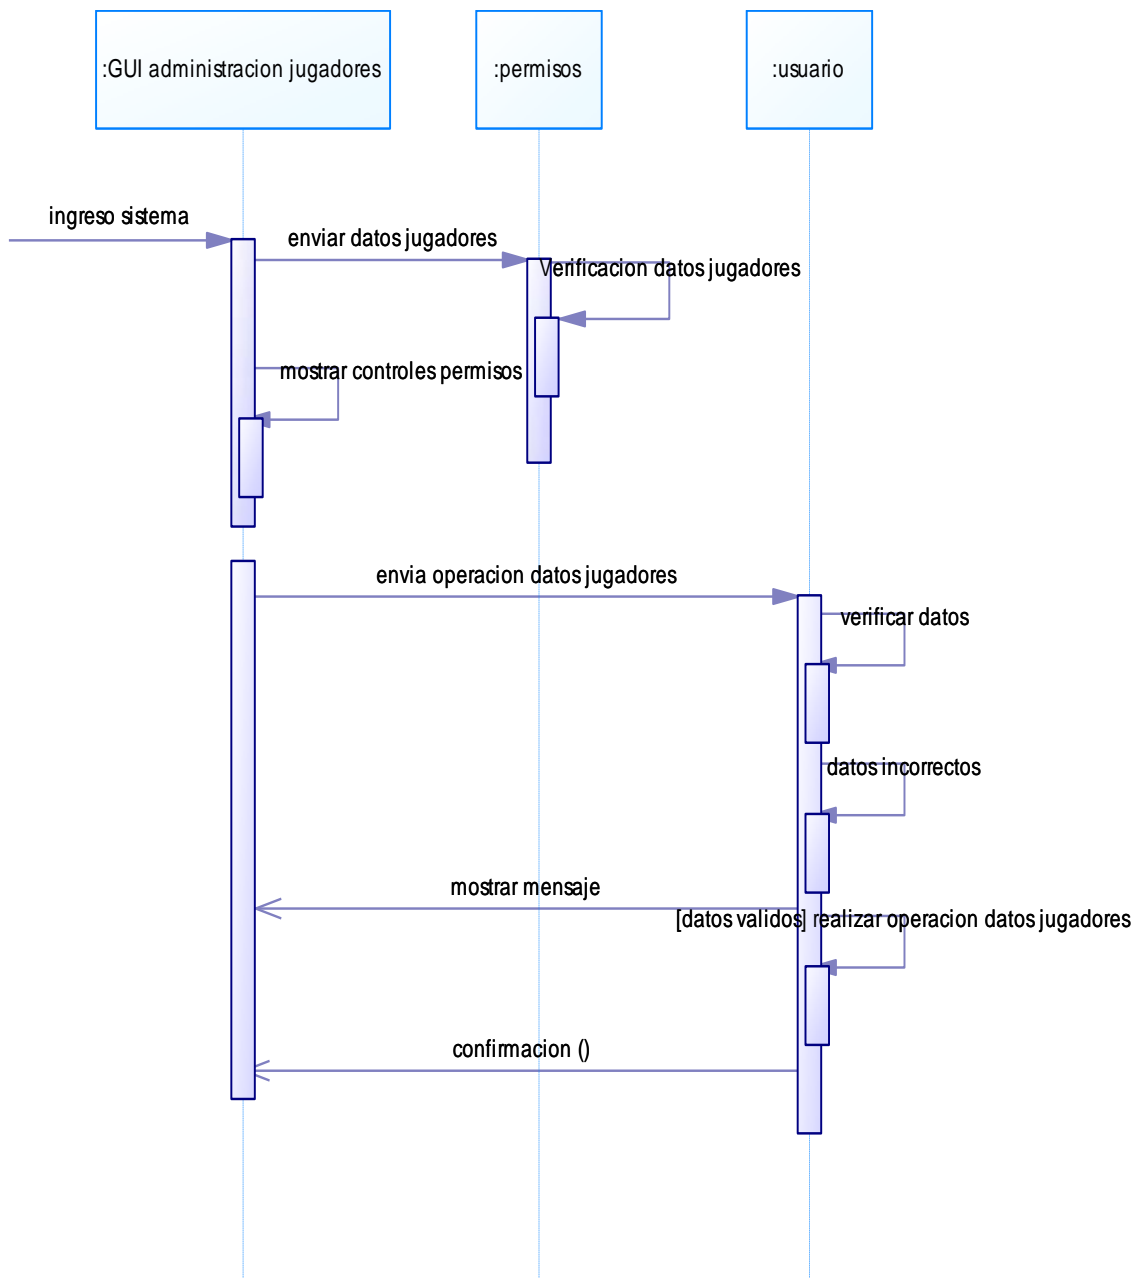 :GUI administracion jugadores
:permisos
:usuario
ingreso sistema
enviar datos jugadores
Verificacion datos jugadores
mostrar controles permisos
envia operacion datos jugadores
verificar datos
datos incorrectos
mostrar mensaje
[datos validos] realizar operacion datos jugadores
confirmacion ()